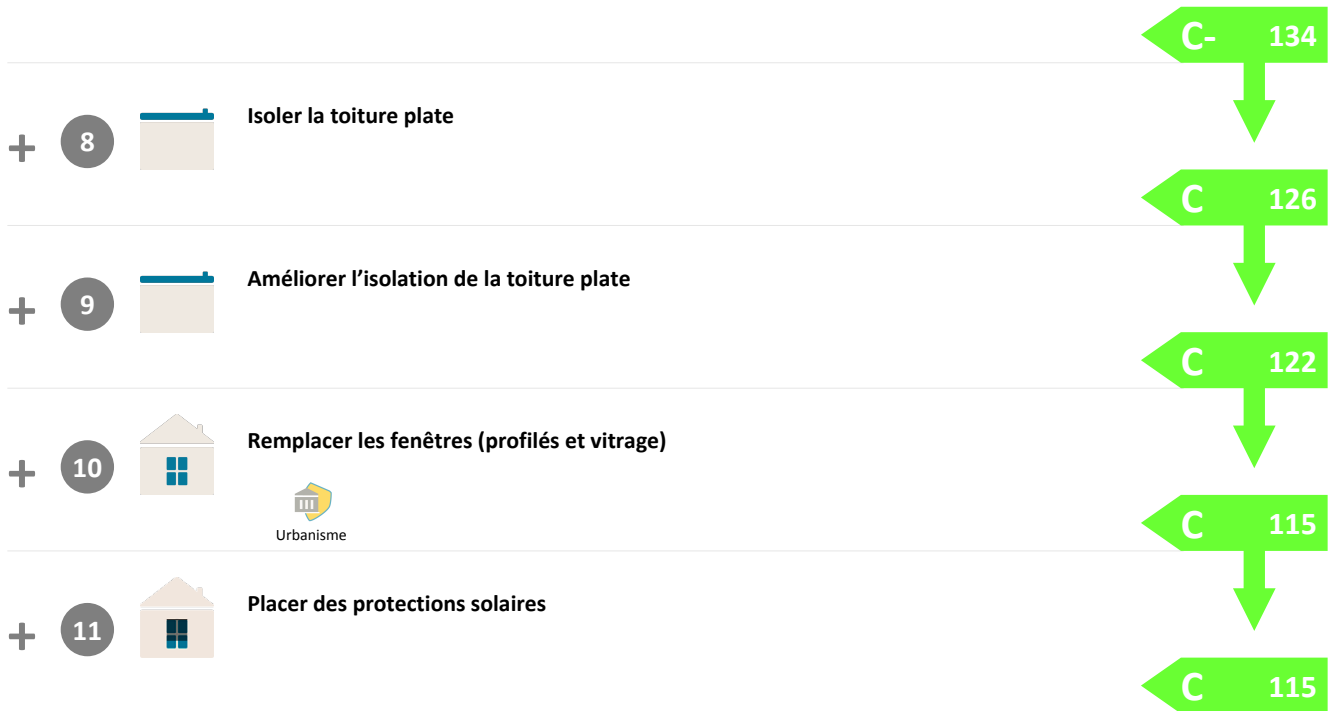 C- 134
+ 8 Isoler la toiture plate
C 126
+ 9 Améliorer l’isolation de la toiture plate
C 122
+ 10 Remplacer les fenêtres (profilés et vitrage)
Urbanisme
C 115
+ 11 Placer des protections solaires
C 115